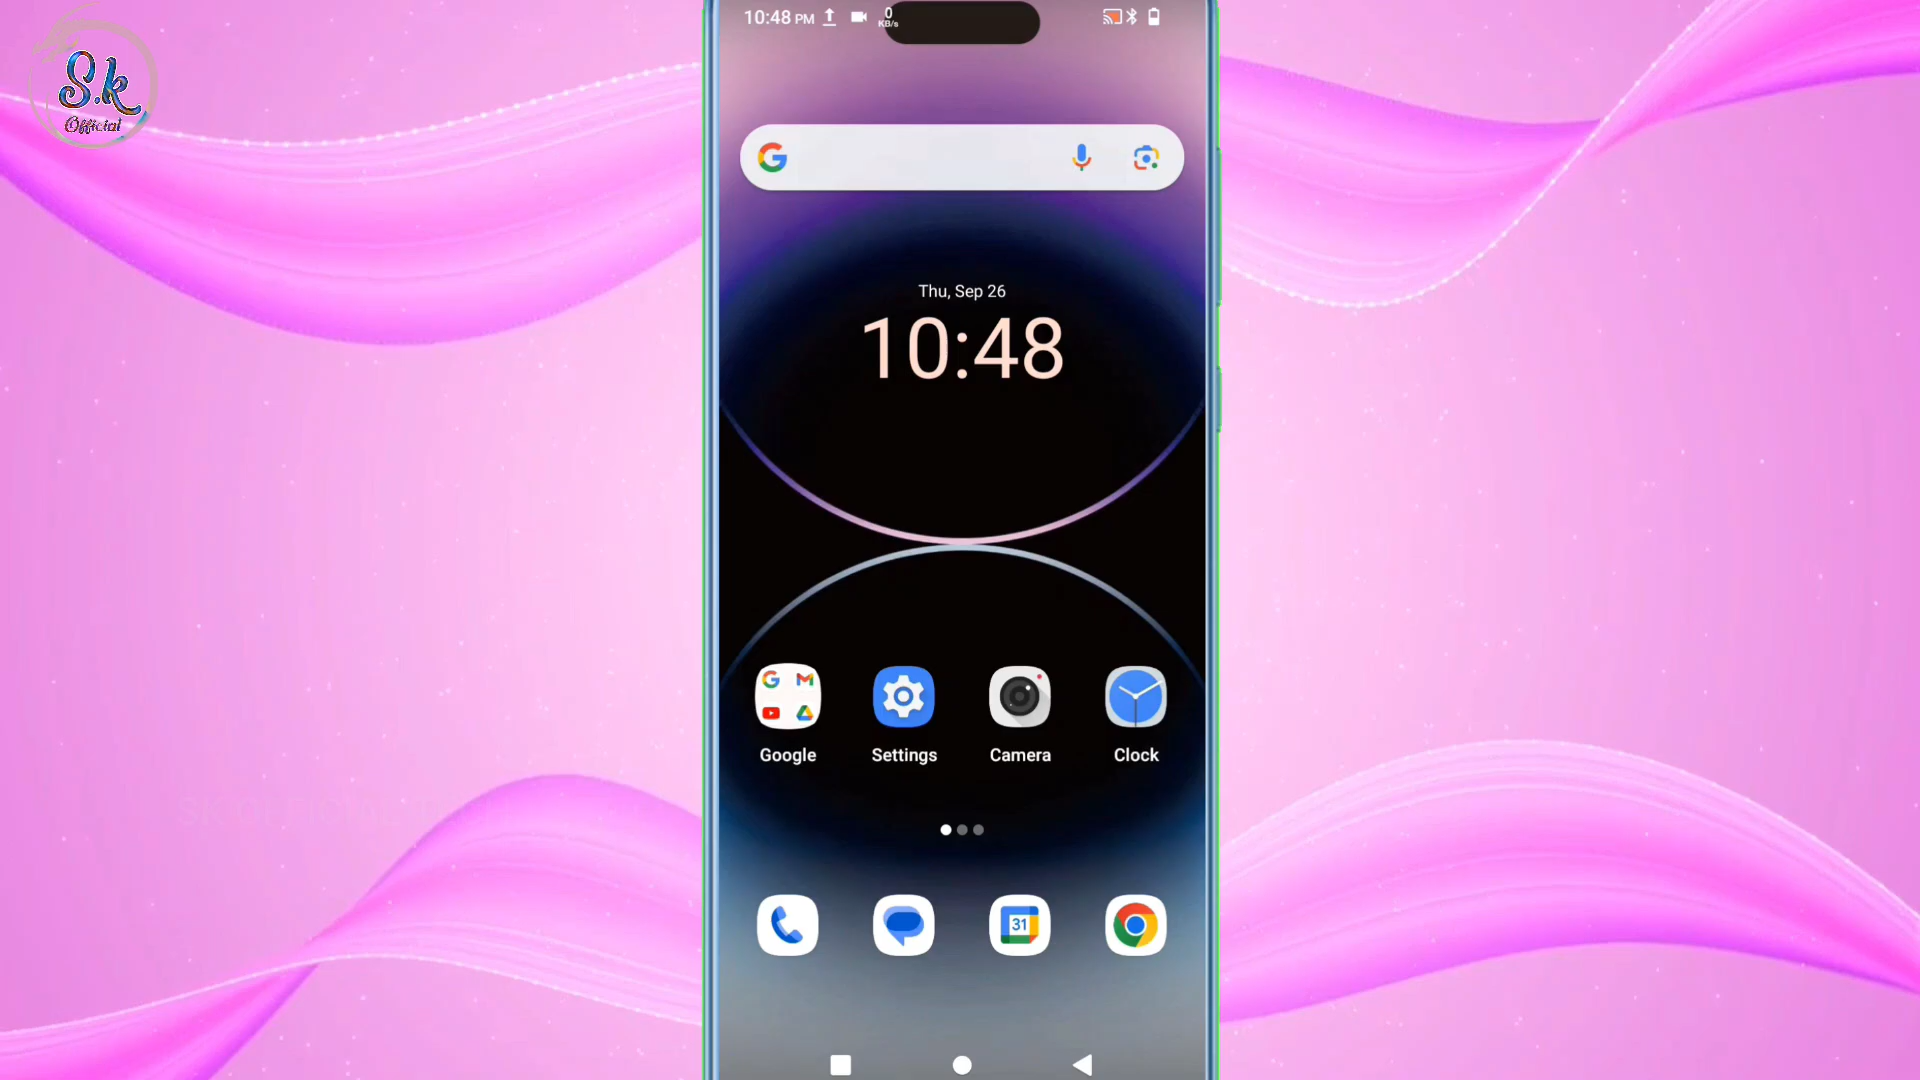 S.k
Official
10:48 PM
0
KB/s
Thu, Sep 26
10:48
Google
Settings
Camera
Clock
31